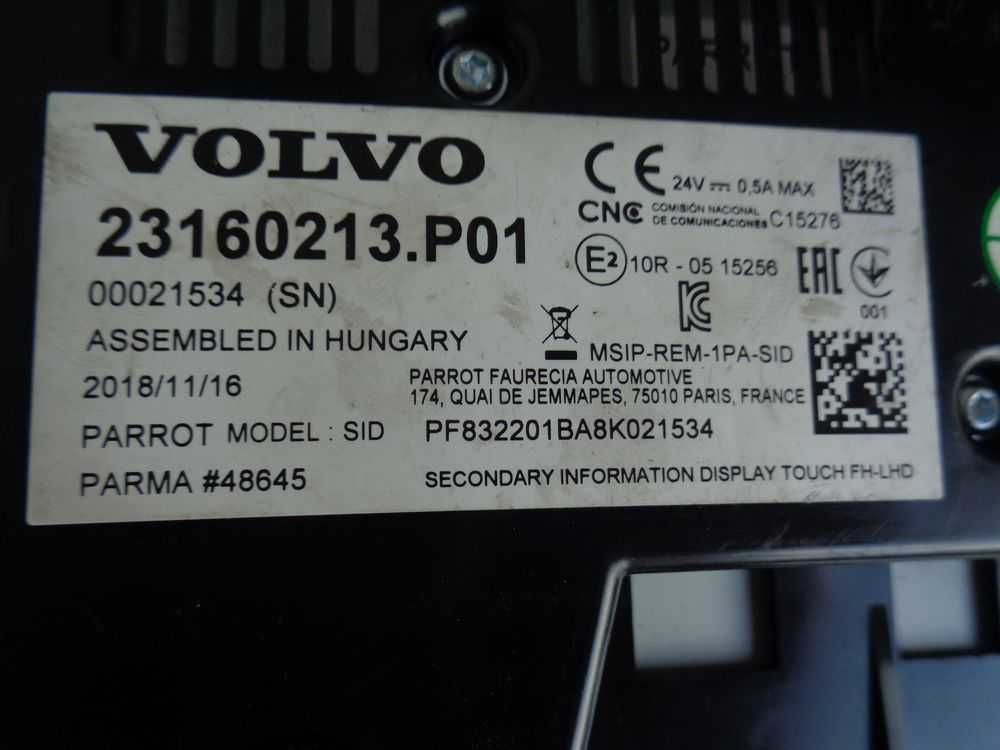 VOLVO
23160213.P01
00021534 (SN)
ASSEMBLED IN HUNGARY
2018/11/16
PARROT MODEL : SID
PARMA #48645
CE 24V 0,5A MAX
CNC COMISIÓN NACIONAL
DE COMUNICACIONES C15276
E2 10R - 05 15256 EAC
001
MSIP-REM-1PA-SID
PARROT FAURECIA AUTOMOTIVE
174, QUAI DE JEMMAPES, 75010 PARIS, FRANCE
PF832201BA8K021534
SECONDARY INFORMATION DISPLAY TOUCH FH-LHD